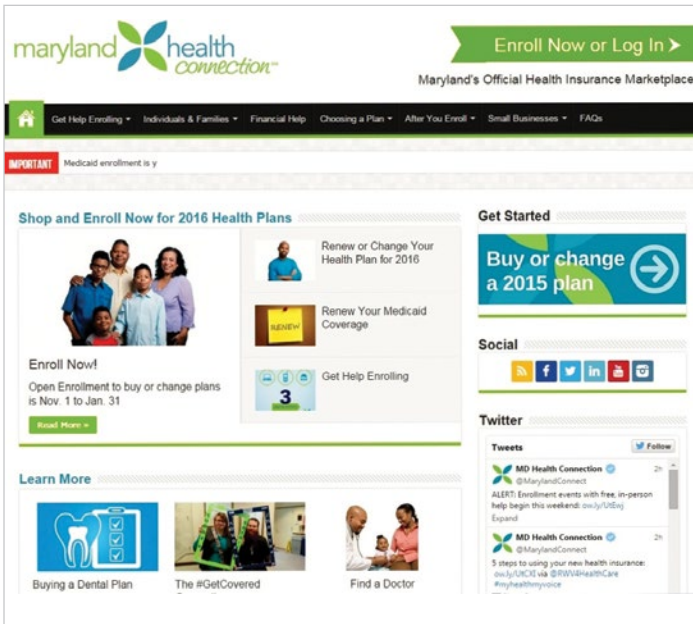 maryland health
connection
Enroll Now or Log In
Maryland's Official Health Insurance Marketplace
Get Help Enrolling
Individuals & Families
Financial Help
Choosing a Plan
After You Enroll
Small Businesses
FAQs
IMPORTANT
Medicaid enrollment is y
Shop and Enroll Now for 2016 Health Plans
Enroll Now!
Open Enrollment to buy or change plans
is Nov. 1 to Jan. 31
Read More »
Renew or Change Your
Health Plan for 2016
RENEW
Renew Your Medicaid
Coverage
3
Get Help Enrolling
Get Started
Buy or change
a 2015 plan
Social
Twitter
Tweets
Follow
MD Health Connection
2h
@MarylandConnect
ALERT: Enrollment events with free, in-person
help begin this weekend: ow.ly/UtEwj
Expand
MD Health Connection
2h
@MarylandConnect
5 steps to using your new health insurance:
ow.ly/UtCXI via @RWV4HealthCare
#myhealthmyvoice
Learn More
Buying a Dental Plan
The #GetCovered
Find a Doctor